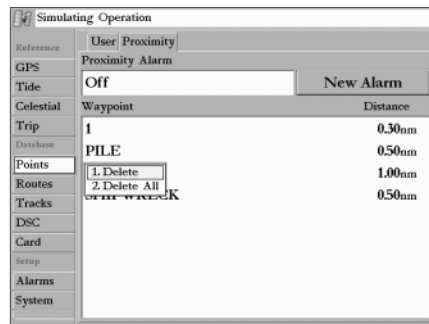 Simulating Operation
Reference
User Proximity
GPS
Proximity Alarm
Tide
Off
New Alarm
Celestial
Waypoint
Distance
Trip
1
0.30nm
Database
PILE
0.50nm
Points
1. Delete
1.00nm
Routes
2. Delete All
WRECK
0.50nm
Tracks
DSC
Card
Setup
Alarms
System